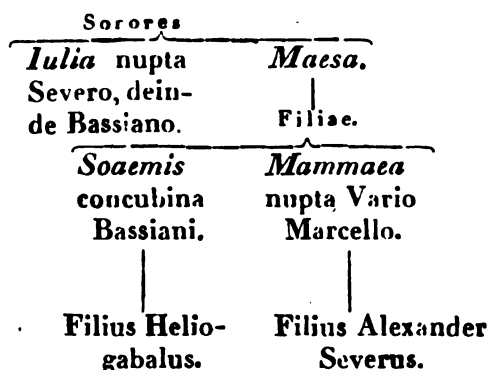 Sorores
Iulia nupta
Severo, dein-
de Bassiano.
Maesa.
Filiae.
Soaemis
concubina
Bassiani.
Mammaea
nupta Vario
Marcello.
Filius Helio-
gabalus.
Filius Alexander
Severus.